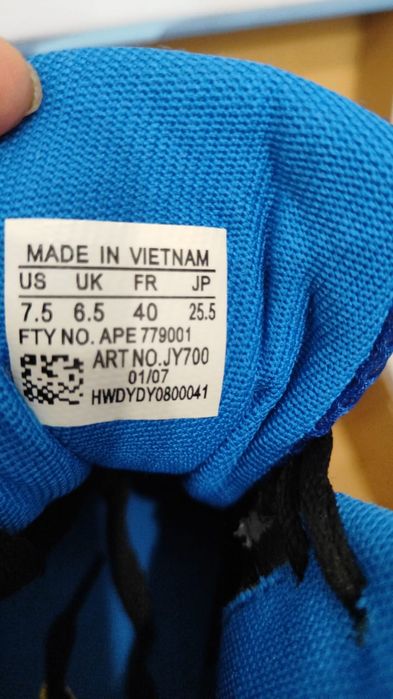 MADE IN VIETNAM
US UK FR JP
7.5 6.5 40 25.5
FTY NO. APE 779001
ART NO.JY700
01/07
HWDYDY0800041